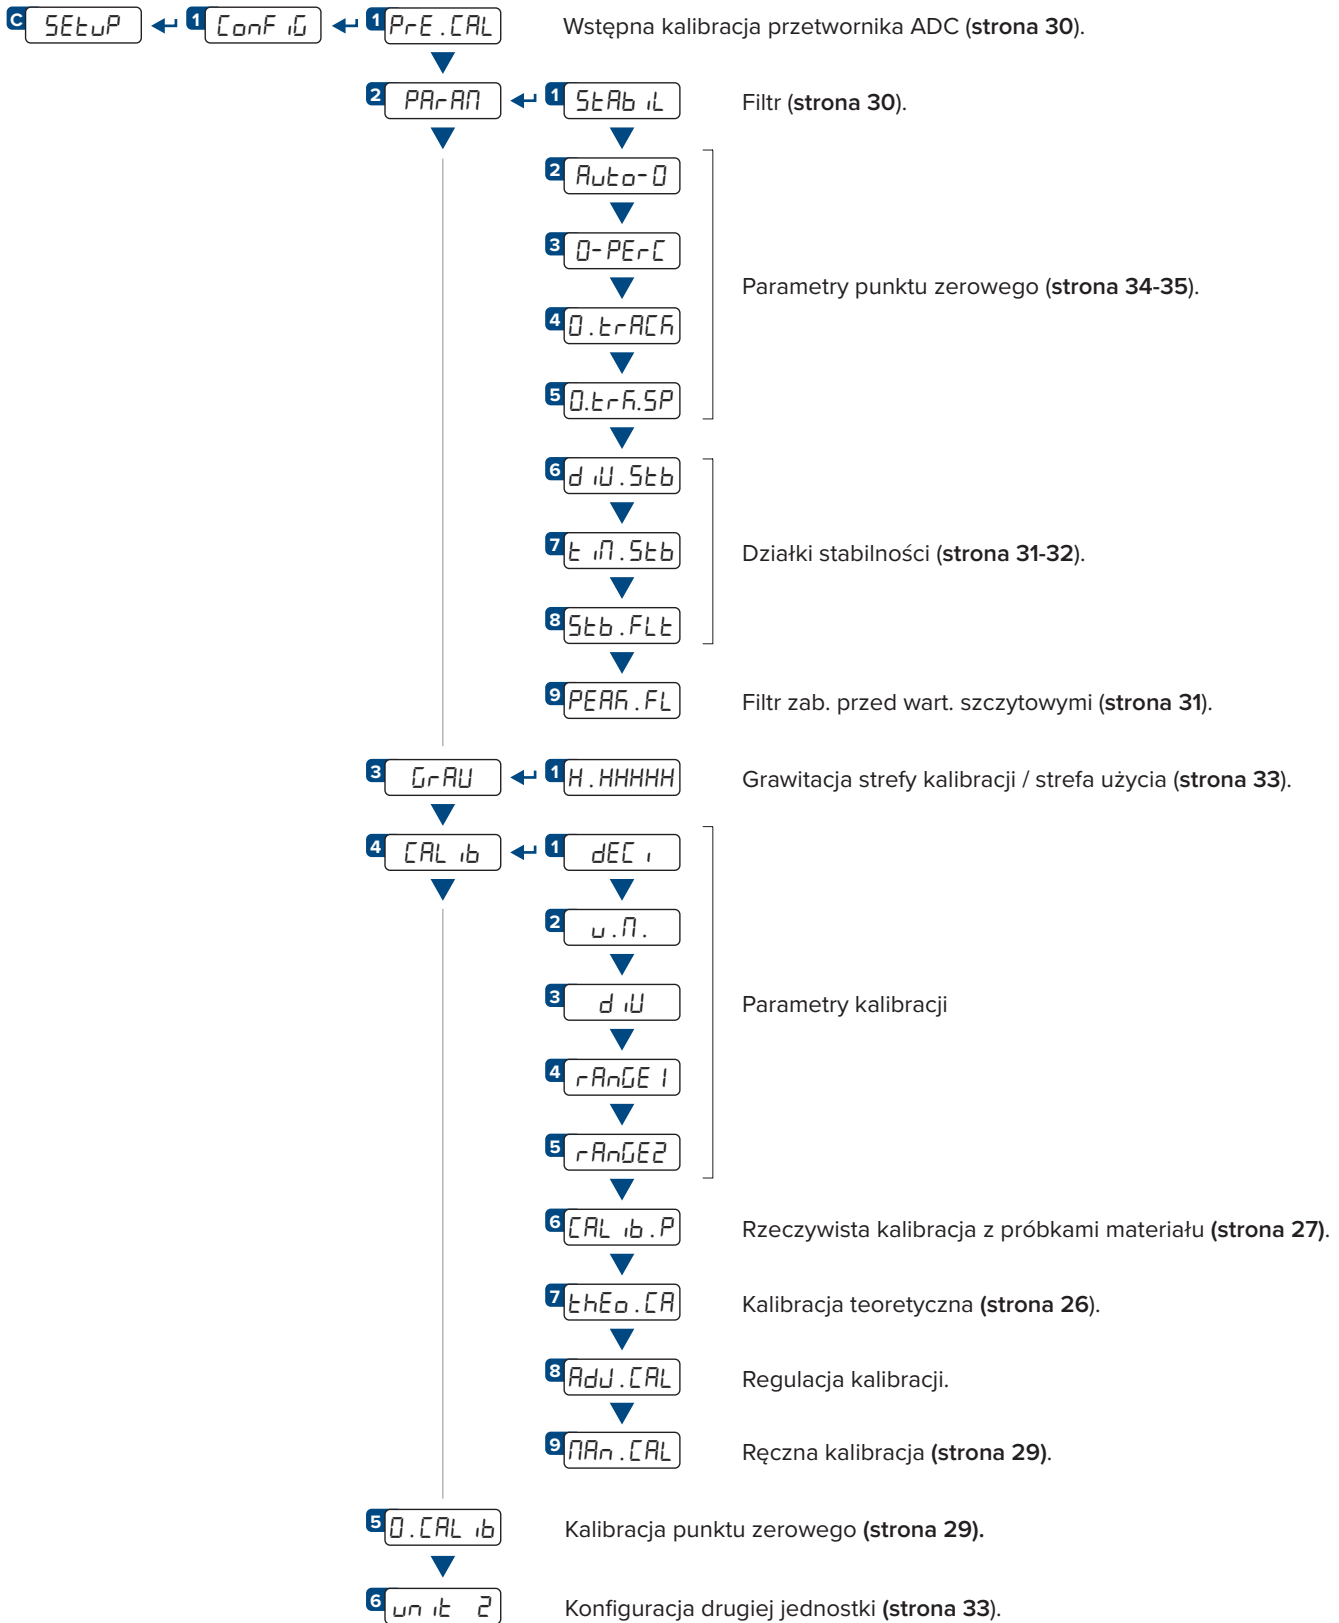 C SEtuP 1 ConFiG 1 PrE.CAL Wstępna kalibracja przetwornika ADC (strona 30).
2 PArAM 1 StAbiL Filtr (strona 30).
2 Auto-0
3 0-PErC
Parametry punktu zerowego (strona 34-35).
4 0.trACK
5 0.trK.SP
6 diV.Stb
7 tiM.Stb Działki stabilności (strona 31-32).
8 Stb.FLt
9 PEAK.FL Filtr zab. przed wart. szczytowymi (strona 31).
3 GrAV 1 H.HHHHH Grawitacja strefy kalibracji / strefa użycia (strona 33).
4 CALib 1 dECi
2 u.M.
3 diV Parametry kalibracji
4 rAnGE1
5 rAnGE2
6 CALib.P Rzeczywista kalibracja z próbkami materiału (strona 27).
7 thEo.CA Kalibracja teoretyczna (strona 26).
8 AdJ.CAL Regulacja kalibracji.
9 MAn.CAL Ręczna kalibracja (strona 29).
5 0.CALib Kalibracja punktu zerowego (strona 29).
6 unit 2 Konfiguracja drugiej jednostki (strona 33).